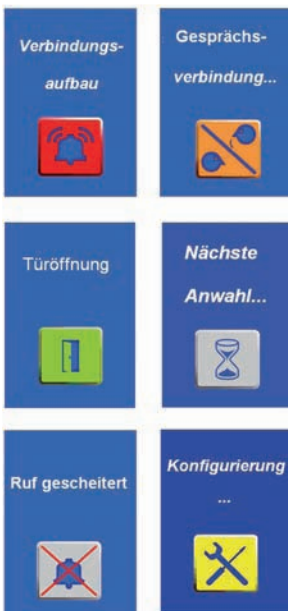 Verbindungs-
aufbau
Gesprächs-
verbindung...
Türöffnung
Nächste
Anwahl...
Ruf gescheitert
Konfigurierung
...